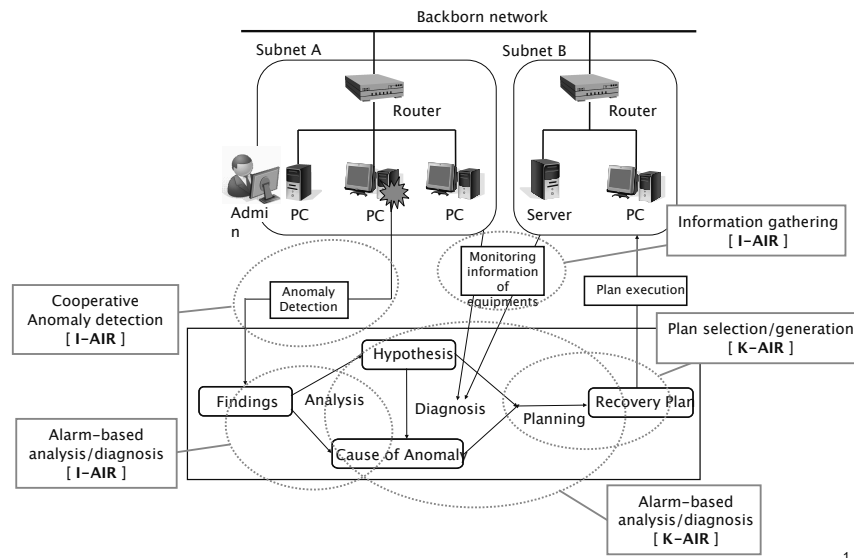 Backborn network
Subnet A
Subnet B
Router
Router
Admi
n
PC
PC
PC
Server
PC
Information gathering
[ I-AIR ]
Monitoring
information
of
equipments
Plan execution
Anomaly
Detection
Cooperative
Anomaly detection
[ I-AIR ]
Plan selection/generation
[ K-AIR ]
Hypothesis
Findings
Analysis
Diagnosis
Planning
Recovery Plan
Cause of Anomaly
Alarm-based
analysis/diagnosis
[ I-AIR ]
Alarm-based
analysis/diagnosis
[ K-AIR ]
1